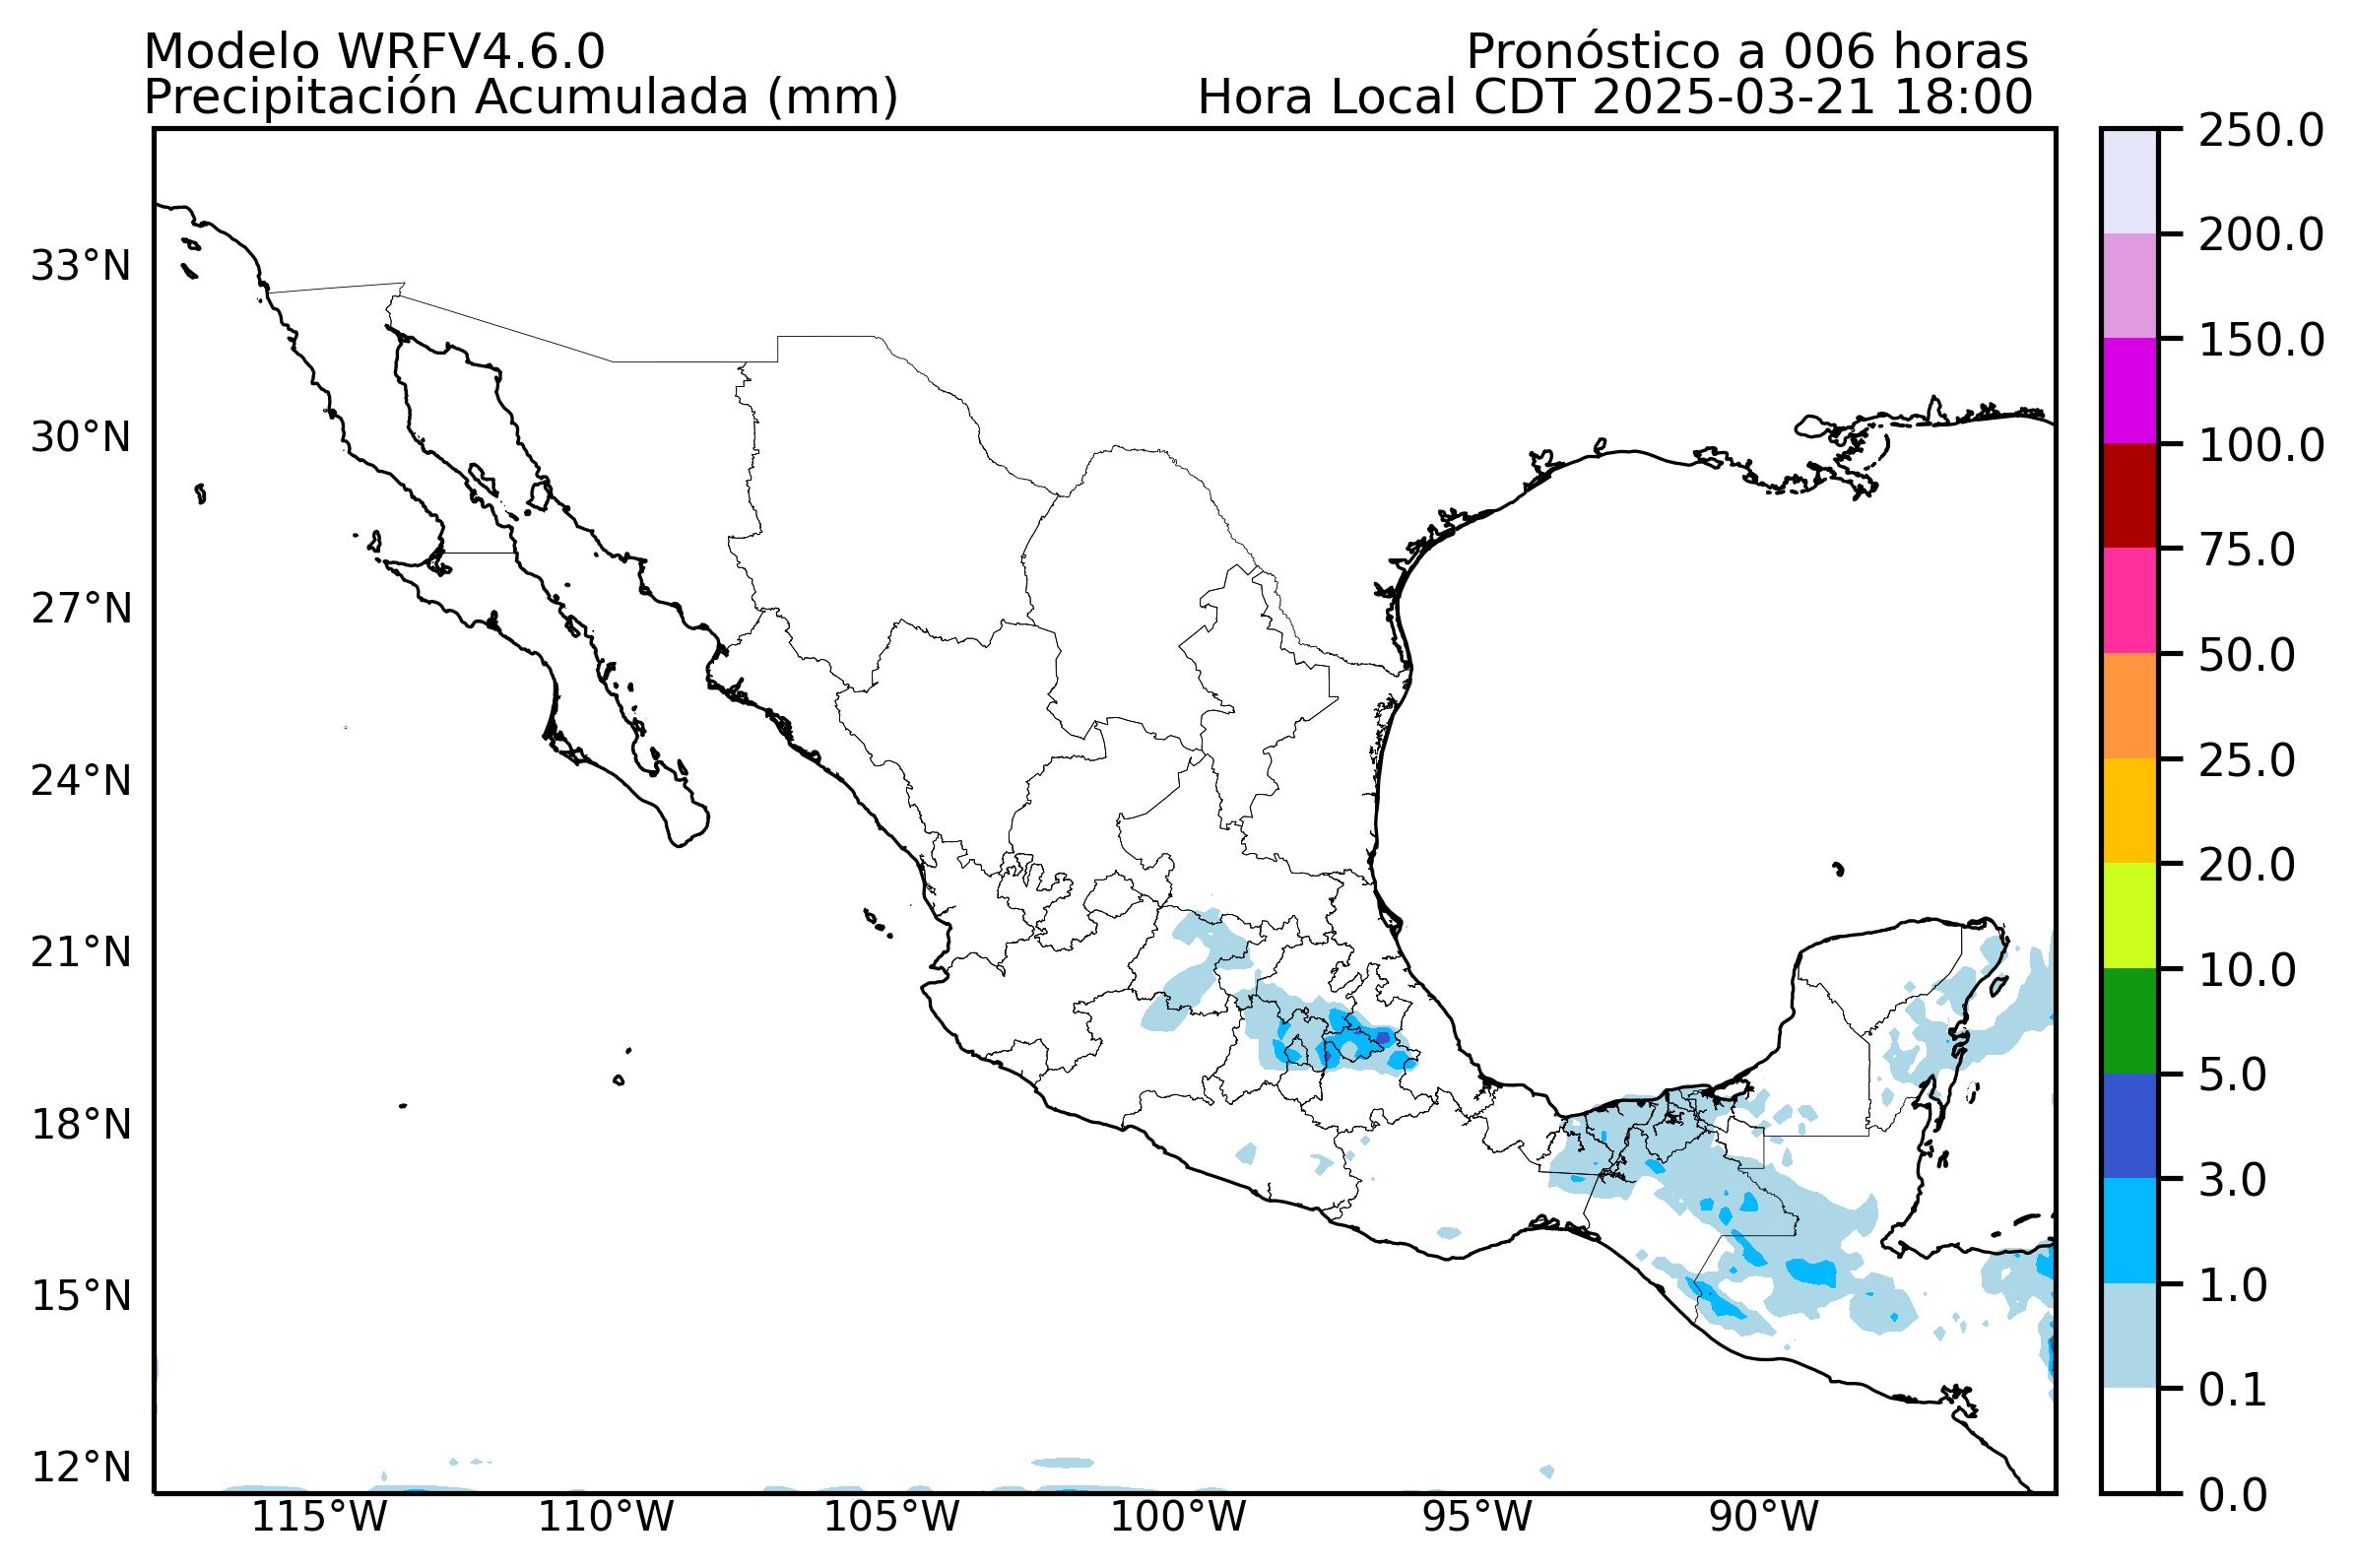 Modelo WRFV4.6.0
Pronóstico a 006 horas
Precipitación Acumulada (mm)
Hora Local CDT 2025-03-21 18:00
33°N
30°N
27°N
24°N
21°N
18°N
15°N
12°N
115°W
110°W
105°W
100°W
95°W
90°W
250.0
200.0
150.0
100.0
75.0
50.0
25.0
20.0
10.0
5.0
3.0
1.0
0.1
0.0